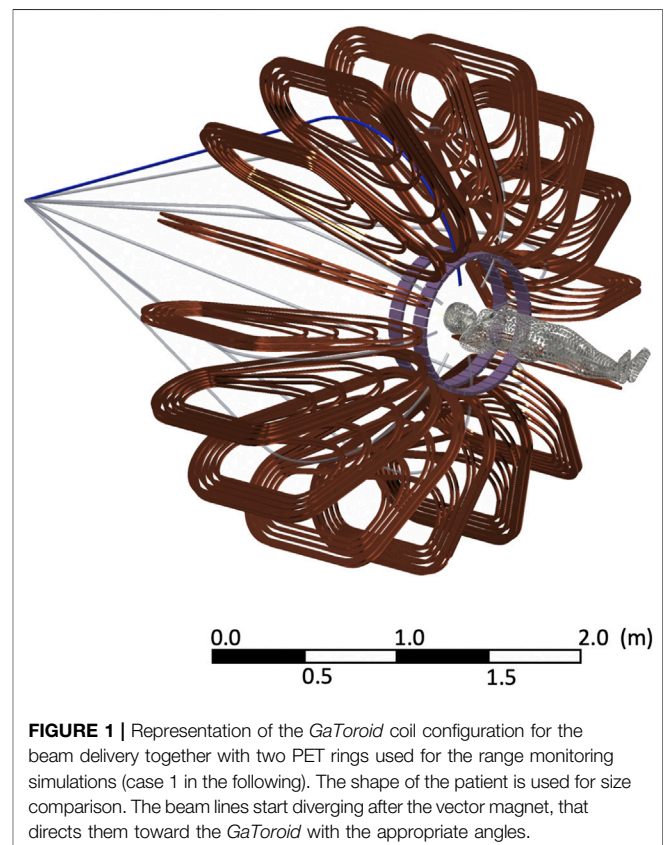 0.0 1.0 2.0 (m)
0.5 1.5
FIGURE 1 | Representation of the GaToroid coil configuration for the
beam delivery together with two PET rings used for the range monitoring
simulations (case 1 in the following). The shape of the patient is used for size
comparison. The beam lines start diverging after the vector magnet, that
directs them toward the GaToroid with the appropriate angles.